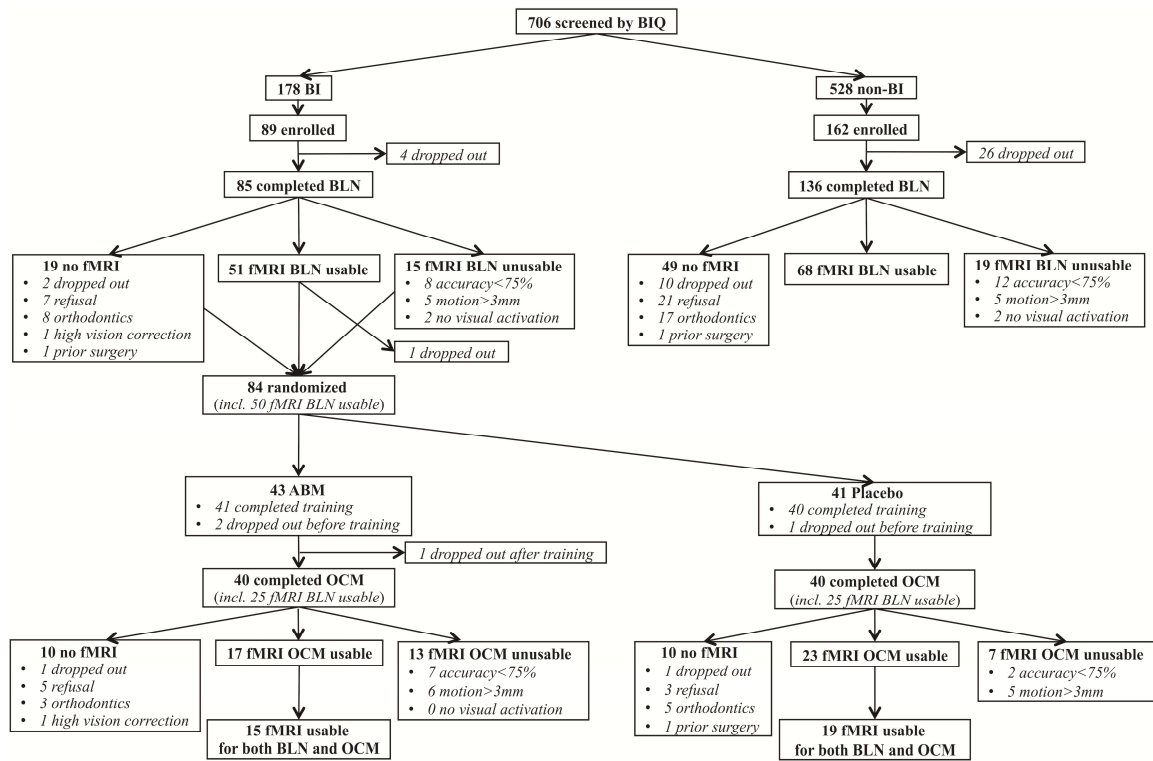 706 screened by BIQ
178 BI
528 non-BI
89 enrolled
162 enrolled
4 dropped out
26 dropped out
85 completed BLN
136 completed BLN
19 no fMRI
• 2 dropped out
• 7 refusal
• 8 orthodontics
• 1 high vision correction
• 1 prior surgery
51 fMRI BLN usable
15 fMRI BLN unusable
• 8 accuracy<75%
• 5 motion>3mm
• 2 no visual activation
49 no fMRI
• 10 dropped out
• 21 refusal
• 17 orthodontics
• 1 prior surgery
68 fMRI BLN usable
19 fMRI BLN unusable
• 12 accuracy<75%
• 5 motion>3mm
• 2 no visual activation
1 dropped out
84 randomized
(incl. 50 fMRI BLN usable)
43 ABM
• 41 completed training
• 2 dropped out before training
41 Placebo
• 40 completed training
• 1 dropped out before training
1 dropped out after training
40 completed OCM
(incl. 25 fMRI BLN usable)
40 completed OCM
(incl. 25 fMRI BLN usable)
10 no fMRI
• 1 dropped out
• 5 refusal
• 3 orthodontics
• 1 high vision correction
17 fMRI OCM usable
13 fMRI OCM unusable
• 7 accuracy<75%
• 6 motion>3mm
• 0 no visual activation
10 no fMRI
• 1 dropped out
• 3 refusal
• 5 orthodontics
• 1 prior surgery
23 fMRI OCM usable
7 fMRI OCM unusable
• 2 accuracy<75%
• 5 motion>3mm
15 fMRI usable
for both BLN and OCM
19 fMRI usable
for both BLN and OCM